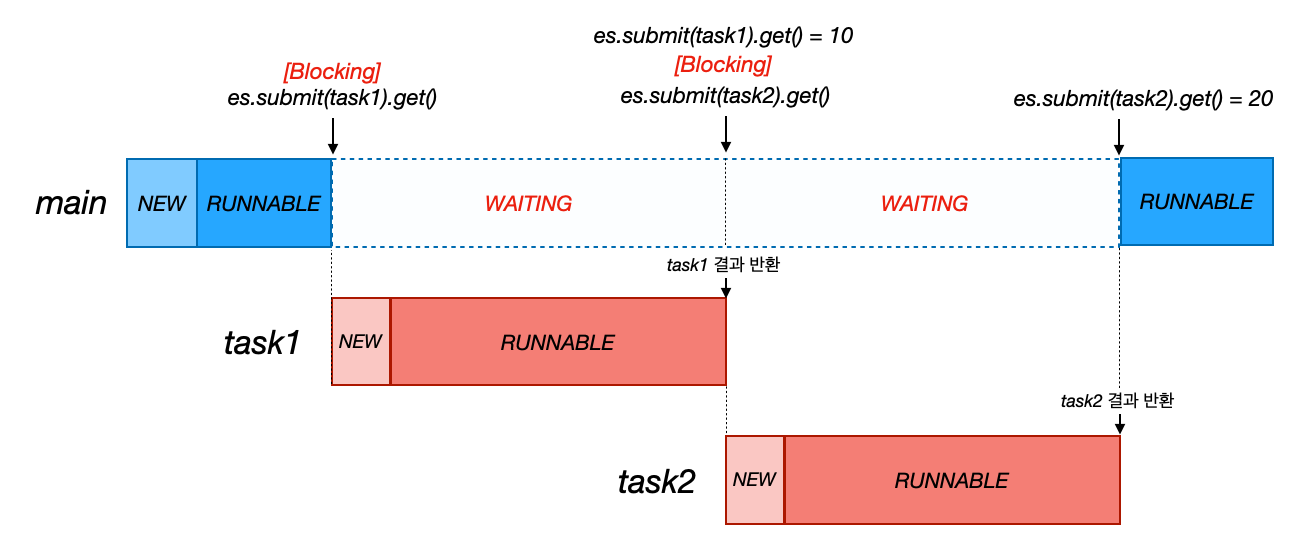 es.submit(task1).get() = 10
[Blocking]
[Blocking]
es.submit(task1).get()
es.submit(task2).get()
es.submit(task2).get() = 20
main
NEW
RUNNABLE
WAITING
WAITING
RUNNABLE
task1 결과 반환
task1
NEW
RUNNABLE
task2 결과 반환
task2
NEW
RUNNABLE